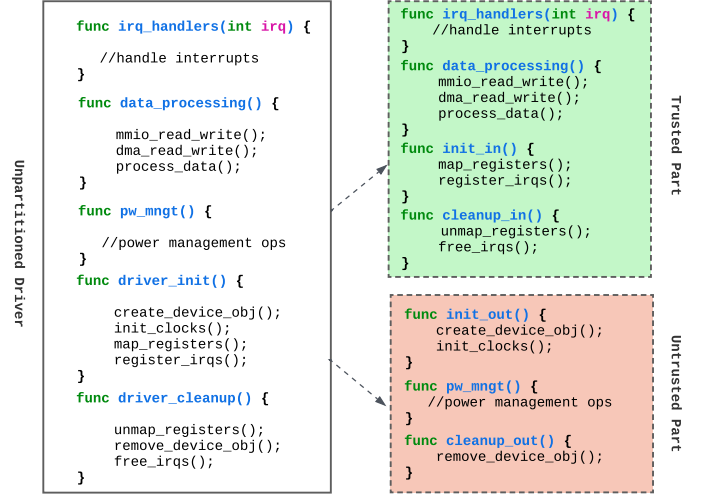 Unpartitioned Driver
func irq_handlers(int irq) {
//handle interrupts
}
func data_processing() {
mmio_read_write();
dma_read_write();
process_data();
}
func pw_mngt() {
//power management ops
}
func driver_init() {
create_device_obj();
init_clocks();
map_registers();
register_irqs();
}
func driver_cleanup() {
unmap_registers();
remove_device_obj();
free_irqs();
}
func irq_handlers(int irq) {
//handle interrupts
}
func data_processing() {
mmio_read_write();
dma_read_write();
process_data();
}
func init_in() {
map_registers();
register_irqs();
}
func cleanup_in() {
unmap_registers();
free_irqs();
}
Trusted Part
func init_out() {
create_device_obj();
init_clocks();
}
func pw_mngt() {
//power management ops
}
func cleanup_out() {
remove_device_obj();
}
Untrusted Part